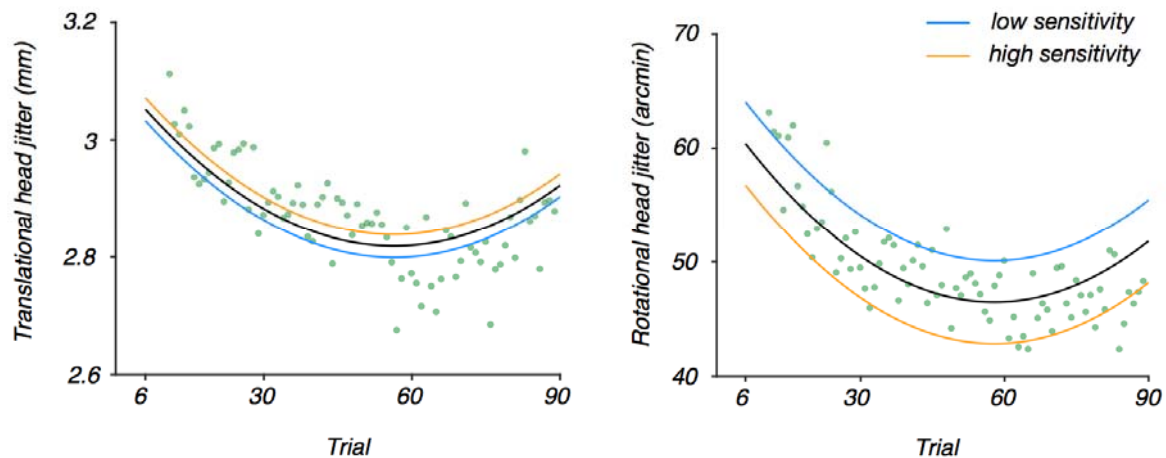 Translational head jitter (mm)
3.2
3
2.8
2.6
6
30
60
90
Trial
low sensitivity
high sensitivity
Rotational head jitter (arcmin)
70
60
50
40
6
30
60
90
Trial